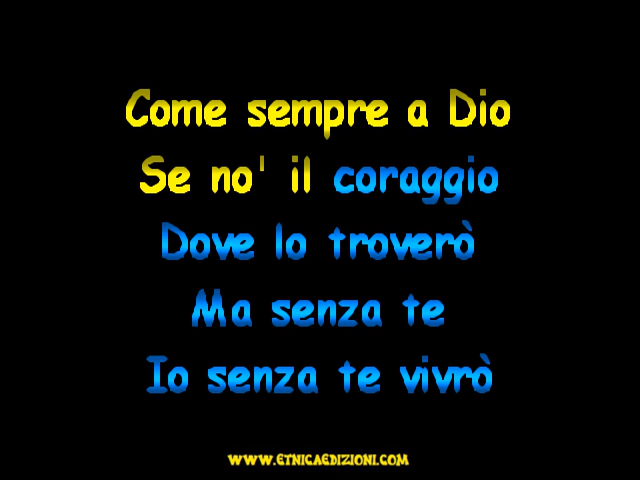 Come sempre a Dio
Se no' il coraggio
Dove lo troverò
Ma senza te
Io senza te vivrò
WWW.ETNICAEDIZIONI.COM